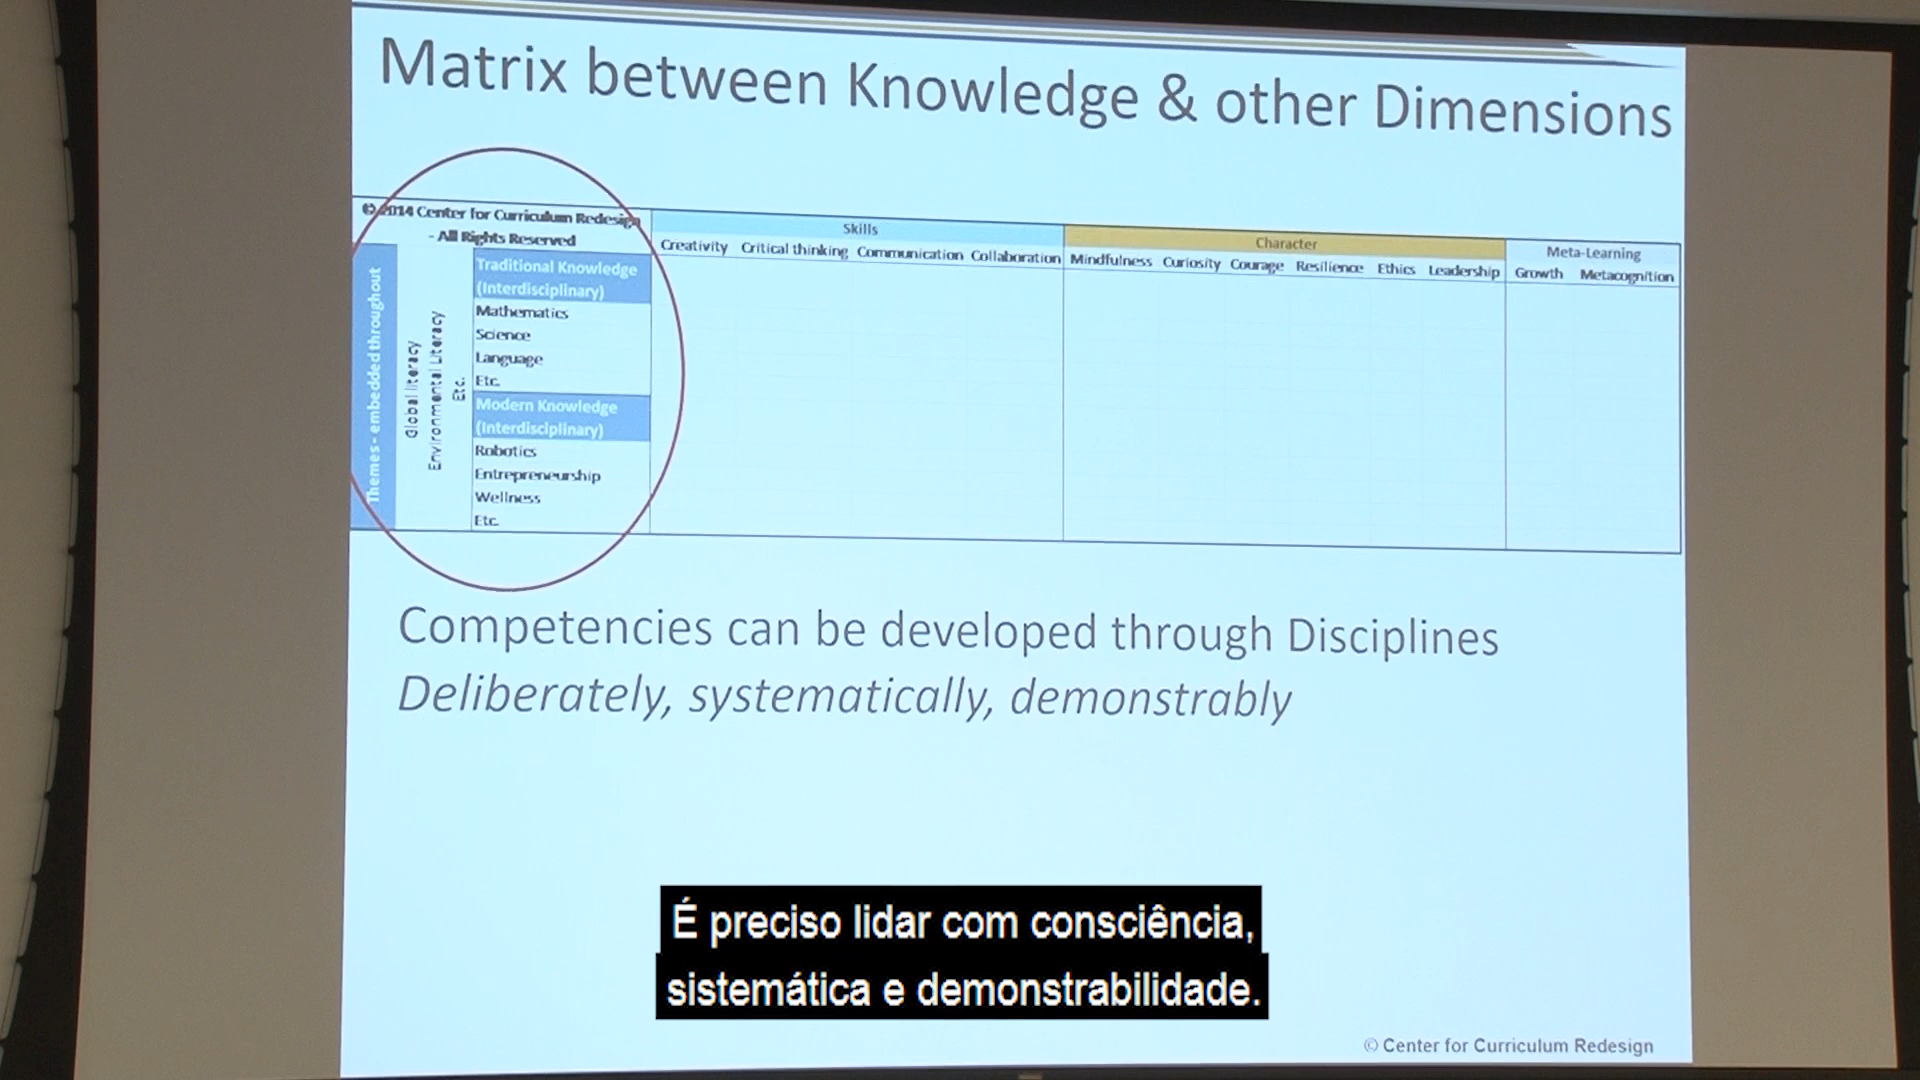 Matrix between Knowledge & other Dimensions
© 2014 Center for Curriculum Redesign
- All Rights Reserved
Skills
Character
Meta-Learning
Creativity Critical thinking Communication Collaboration Mindfulness Curiosity Courage Resilience Ethics Leadership Growth Metacognition
Themes - embedded throughout
Global literacy
Environmental Literacy
Etc.
Traditional Knowledge
(Interdisciplinary)
Mathematics
Science
Language
Etc.
Modern Knowledge
(Interdisciplinary)
Robotics
Entrepreneurship
Wellness
Etc.
Competencies can be developed through Disciplines
Deliberately, systematically, demonstrably
É preciso lidar com consciência,
sistemática e demonstrabilidade.
© Center for Curriculum Redesign